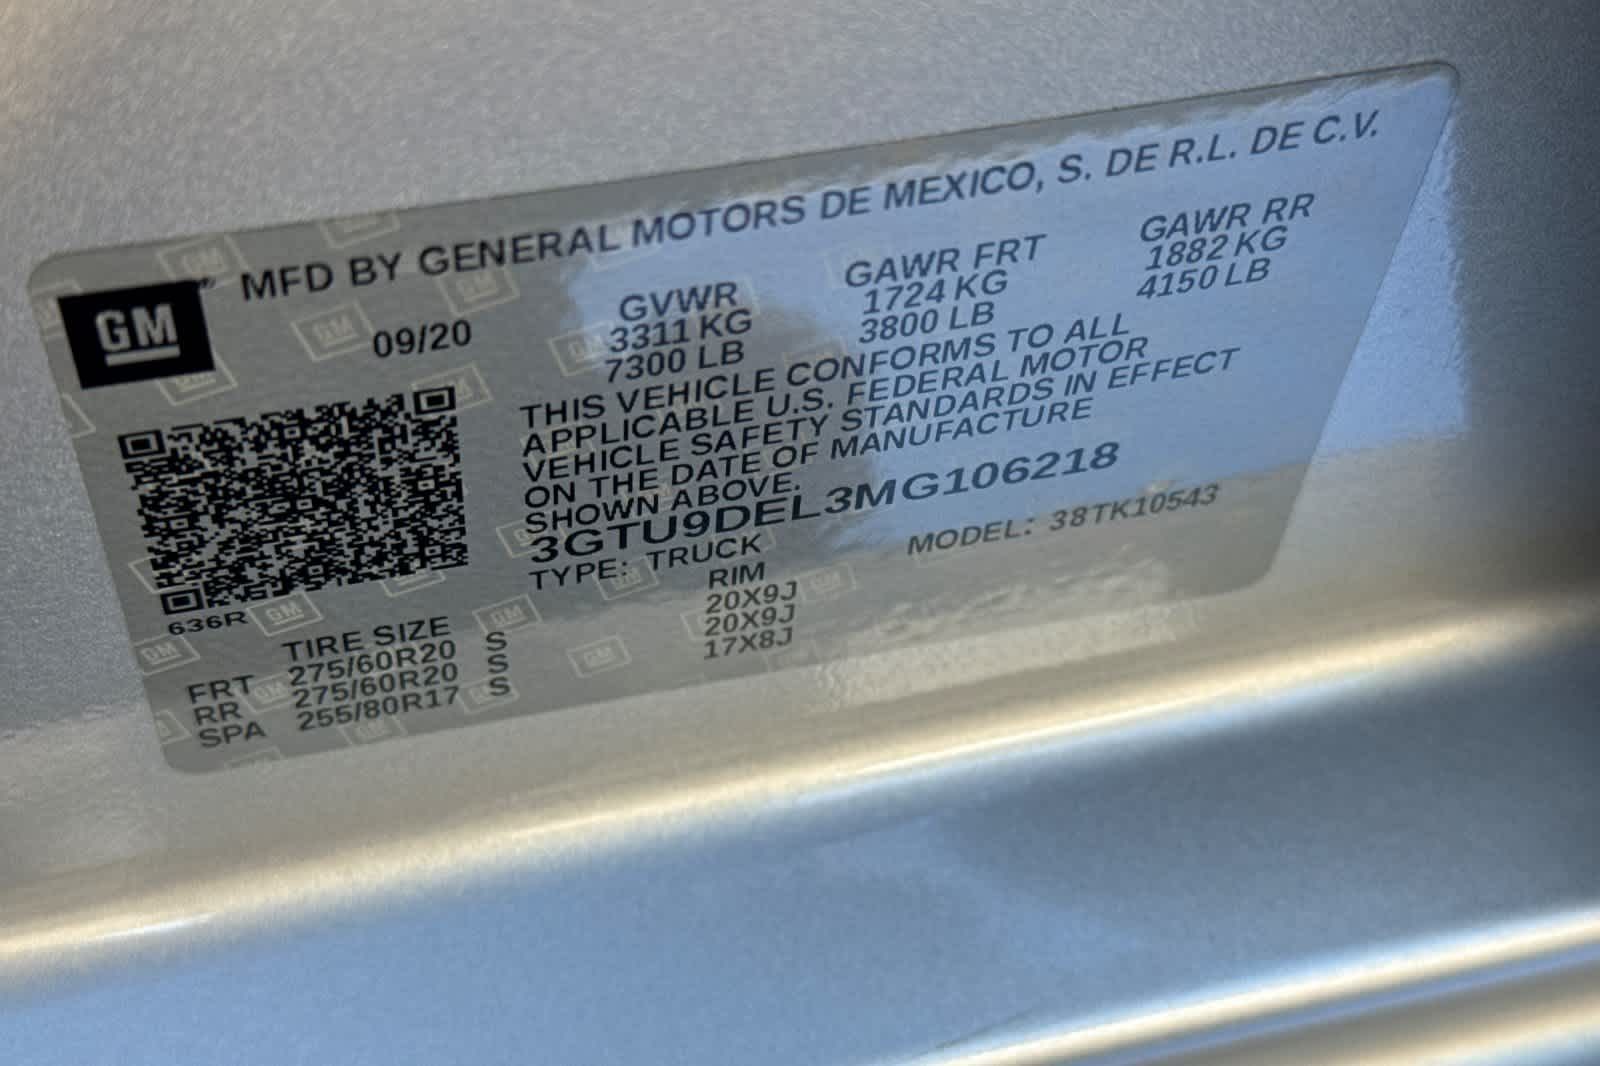 MFD BY GENERAL MOTORS DE MEXICO, S. DE R.L. DE C.V.
GM
09/20
GVWR GAWR FRT GAWR RR
3311 KG 1724 KG 1882 KG
7300 LB 3800 LB 4150 LB
THIS VEHICLE CONFORMS TO ALL
APPLICABLE U.S. FEDERAL MOTOR
VEHICLE SAFETY STANDARDS IN EFFECT
ON THE DATE OF MANUFACTURE
SHOWN ABOVE.
3GTU9DEL3MG106218
TYPE: TRUCK MODEL: 38TK10543
636R
TIRE SIZE RIM
FRT 275/60R20 S 20X9J
RR 275/60R20 S 20X9J
SPA 255/80R17 S 17X8J